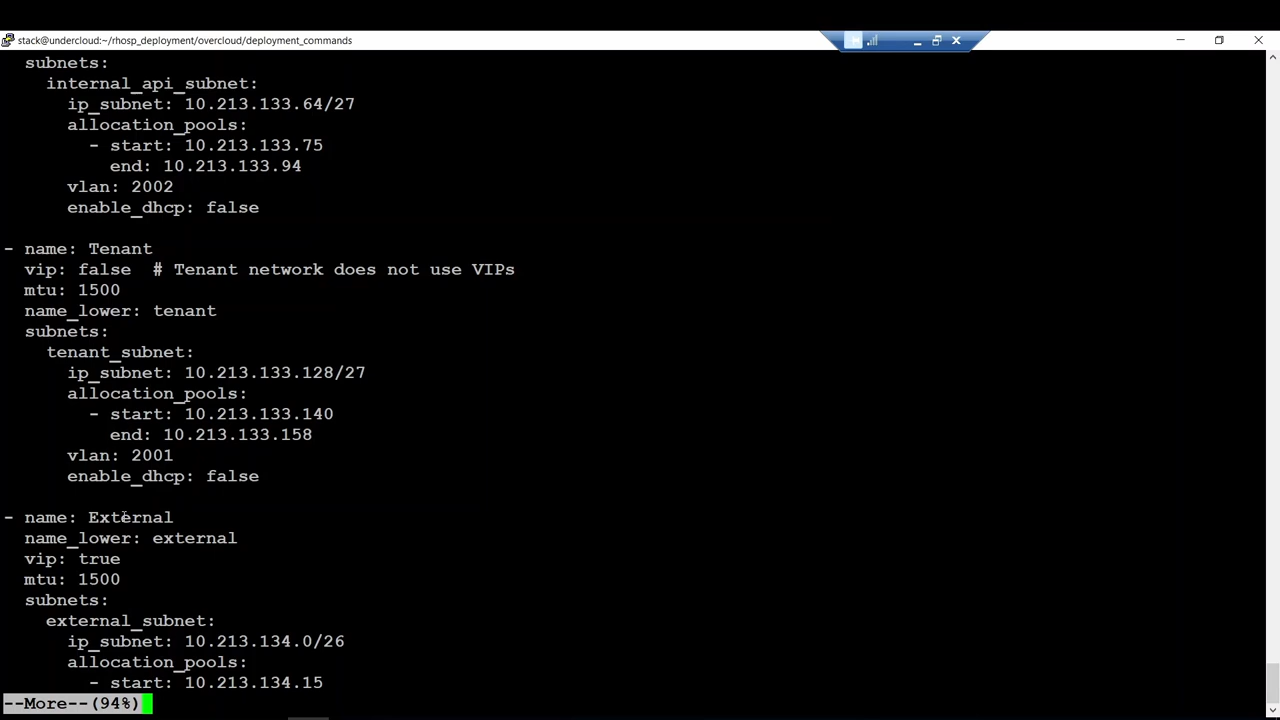 stack@undercloud:~/rhosp_deployment/overcloud/deployment_commands
subnets:
internal_api_subnet:
ip_subnet: 10.213.133.64/27
allocation_pools:
- start: 10.213.133.75
end: 10.213.133.94
vlan: 2002
enable_dhcp: false
- name: Tenant
vip: false  # Tenant network does not use VIPs
mtu: 1500
name_lower: tenant
subnets:
tenant_subnet:
ip_subnet: 10.213.133.128/27
allocation_pools:
- start: 10.213.133.140
end: 10.213.133.158
vlan: 2001
enable_dhcp: false
- name: External
name_lower: external
vip: true
mtu: 1500
subnets:
external_subnet:
ip_subnet: 10.213.134.0/26
allocation_pools:
- start: 10.213.134.15
--More--(94%)